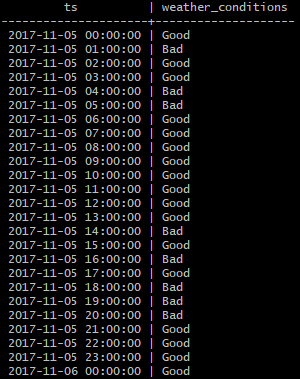 ts | weather_conditions
---------------------+--------------------
2017-11-05 00:00:00 | Good
2017-11-05 01:00:00 | Bad
2017-11-05 02:00:00 | Good
2017-11-05 03:00:00 | Good
2017-11-05 04:00:00 | Bad
2017-11-05 05:00:00 | Bad
2017-11-05 06:00:00 | Good
2017-11-05 07:00:00 | Good
2017-11-05 08:00:00 | Good
2017-11-05 09:00:00 | Good
2017-11-05 10:00:00 | Good
2017-11-05 11:00:00 | Good
2017-11-05 12:00:00 | Good
2017-11-05 13:00:00 | Good
2017-11-05 14:00:00 | Bad
2017-11-05 15:00:00 | Good
2017-11-05 16:00:00 | Bad
2017-11-05 17:00:00 | Good
2017-11-05 18:00:00 | Bad
2017-11-05 19:00:00 | Bad
2017-11-05 20:00:00 | Bad
2017-11-05 21:00:00 | Good
2017-11-05 22:00:00 | Good
2017-11-05 23:00:00 | Good
2017-11-06 00:00:00 | Good